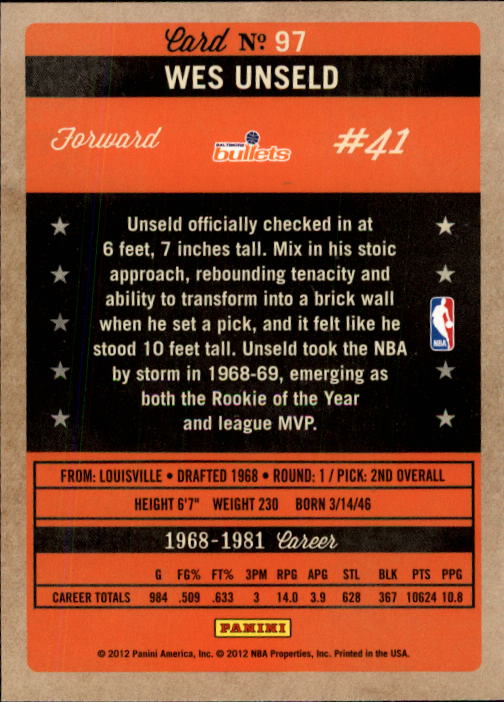 Card Nº 97
WES UNSELD
Forward
BALTIMORE
bullets
#41
Unseld officially checked in at
6 feet, 7 inches tall. Mix in his stoic
approach, rebounding tenacity and
ability to transform into a brick wall
when he set a pick, and it felt like he
stood 10 feet tall. Unseld took the NBA
by storm in 1968-69, emerging as
both the Rookie of the Year
and league MVP.
NBA
FROM: LOUISVILLE • DRAFTED 1968 • ROUND: 1 / PICK: 2ND OVERALL
HEIGHT 6'7" WEIGHT 230 BORN 3/14/46
1968-1981 Career
G FG% FT% 3PM RPG APG STL BLK PTS PPG
CAREER TOTALS 984 .509 .633 3 14.0 3.9 628 367 10624 10.8
PANINI
© 2012 Panini America, Inc. © 2012 NBA Properties, Inc. Printed in the USA.